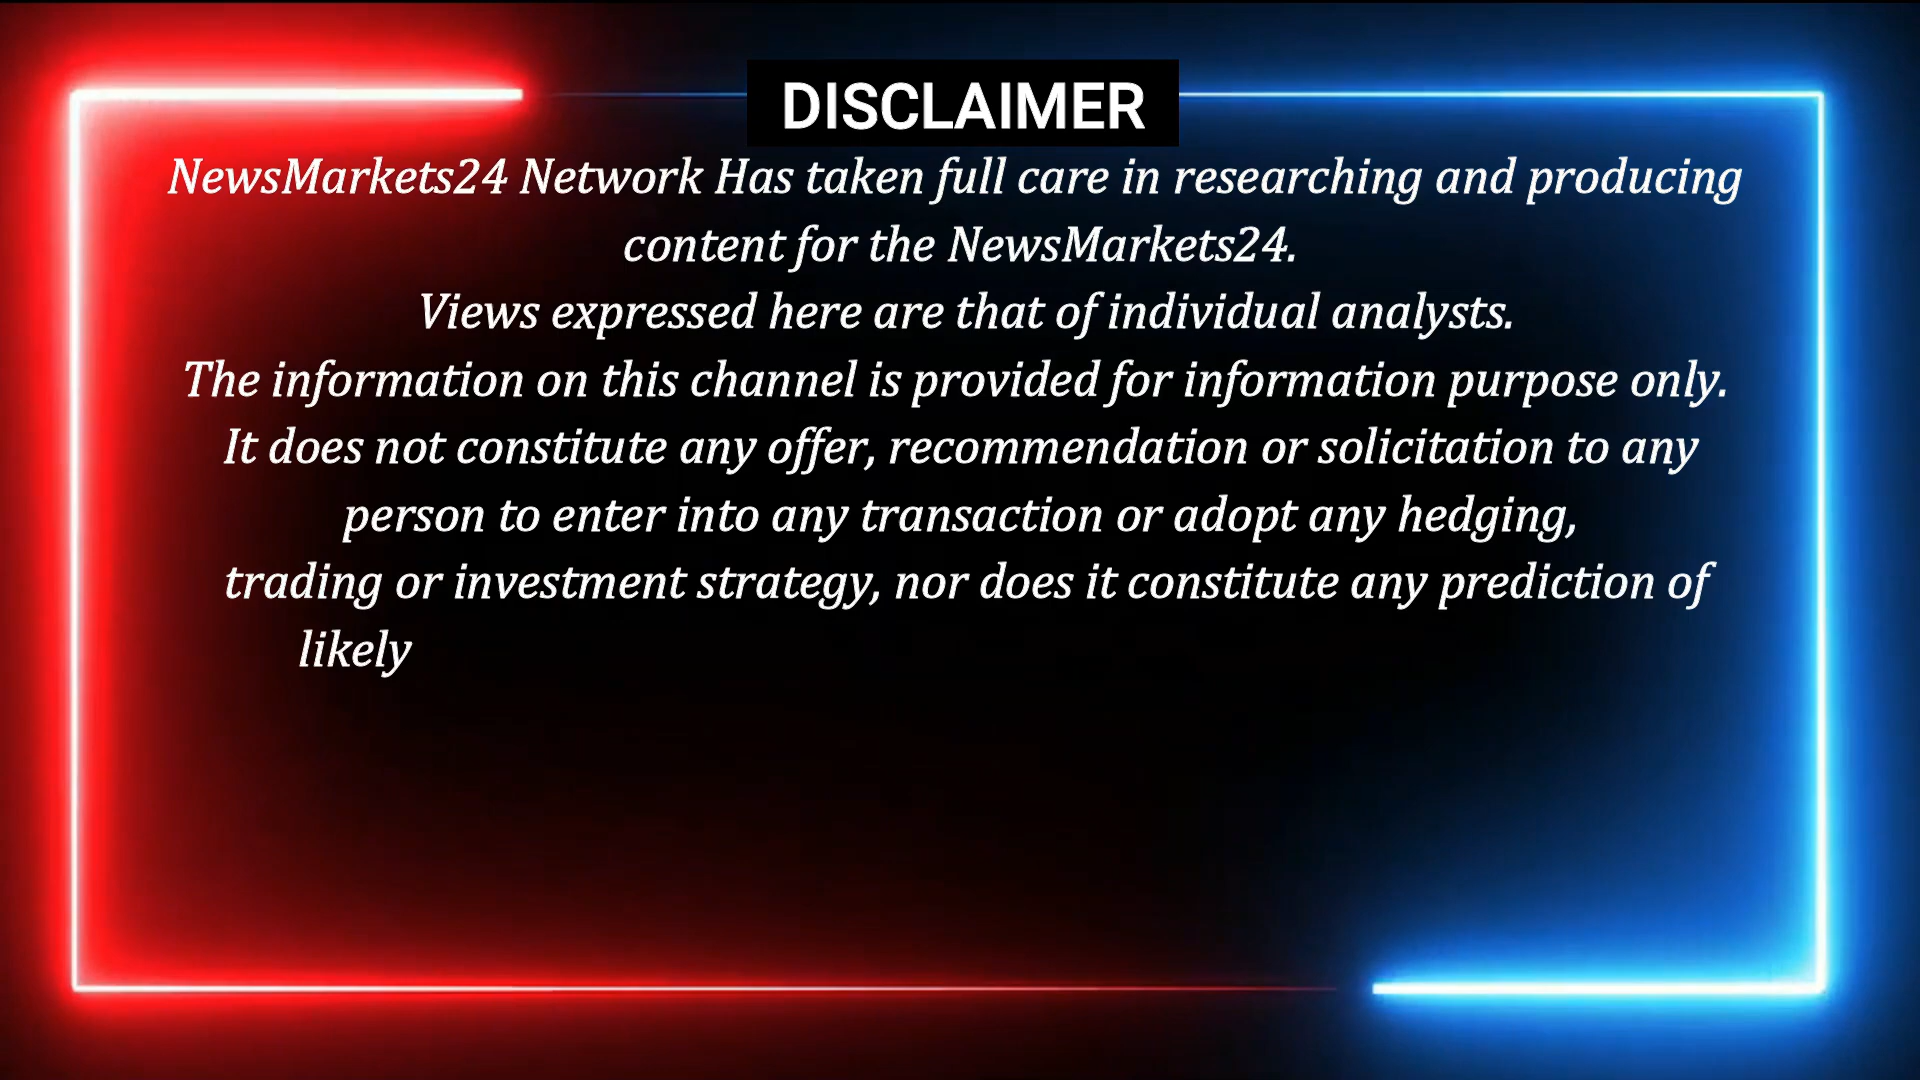 DISCLAIMER
NewsMarkets24 Network Has taken full care in researching and producing
content for the NewsMarkets24.
Views expressed here are that of individual analysts.
The information on this channel is provided for information purpose only.
It does not constitute any offer, recommendation or solicitation to any
person to enter into any transaction or adopt any hedging,
trading or investment strategy, nor does it constitute any prediction of
likely